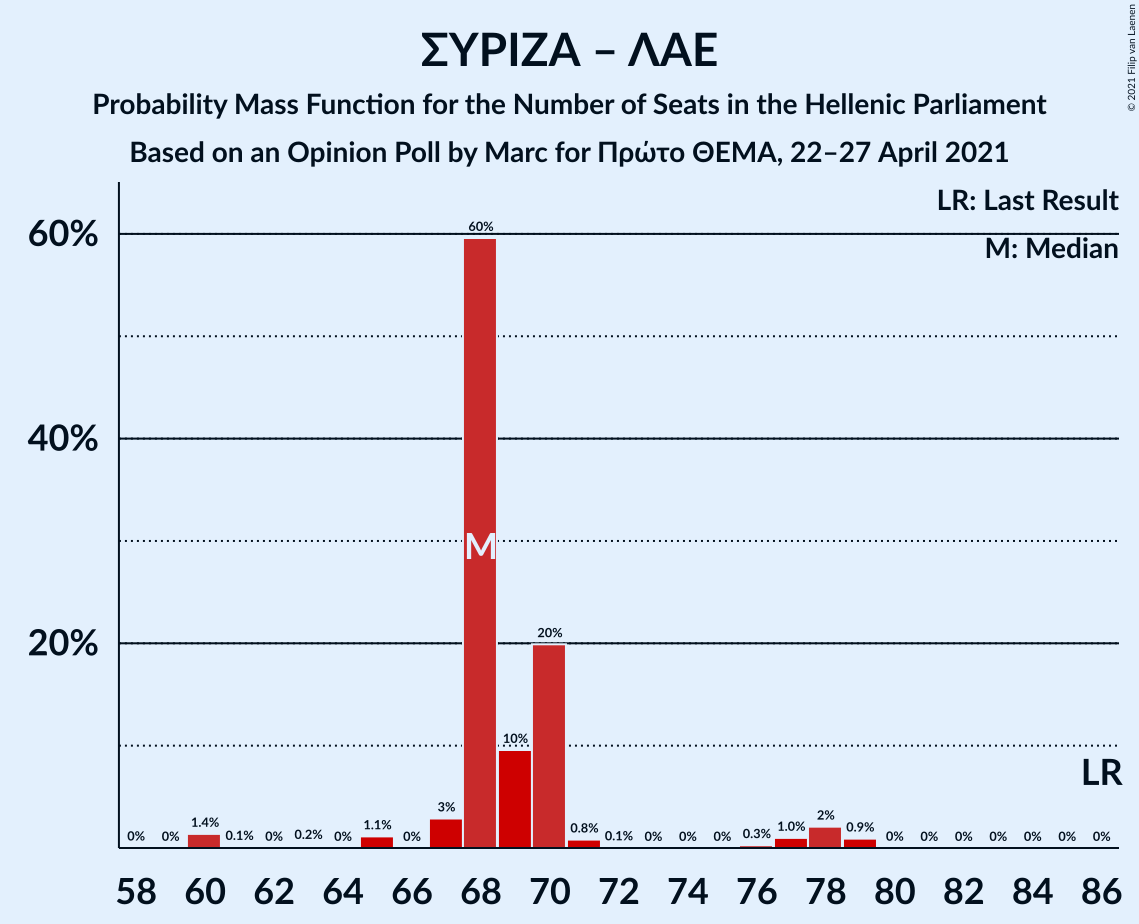 ΣΥΡΙΖΑ – ΛΑΕ
Probability Mass Function for the Number of Seats in the Hellenic Parliament
Based on an Opinion Poll by Marc for Πρώτο ΘΕΜΑ, 22–27 April 2021
© 2021 Filip van Laenen
LR: Last Result
M: Median
60%
40%
20%
0% 0% 1.4% 0.1% 0% 0.2% 0% 1.1% 0% 3% 60% 10% 20% 0.8% 0.1% 0% 0% 0% 0.3% 1.0% 2% 0.9% 0% 0% 0% 0% 0% 0% 0%
M
LR
58 60 62 64 66 68 70 72 74 76 78 80 82 84 86